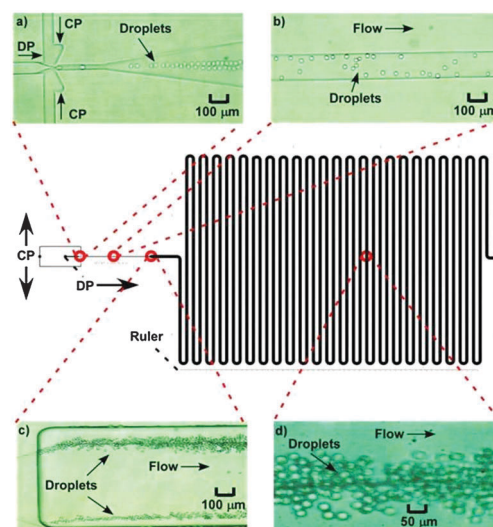 a)
CP
DP
Droplets
CP
100 µm
b)
Flow
Droplets
100 µm
CP
DP
Ruler
c)
Droplets
Flow
100 µm
d)
Flow
Droplets
50 µm